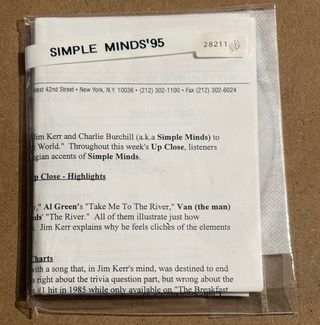 SIMPLE MINDS'95
28211
West 42nd Street • New York, N.Y. 10036 • (212) 302-1100 • Fax (212) 302-6024
Jim Kerr and Charlie Burchill (a.k.a Simple Minds) to
World." Throughout this week's Up Close, listeners
egian accents of Simple Minds.
Up Close - Highlights
," Al Green's "Take Me To The River," Van (the man)
ds' "The River." All of them illustrate just how
. Jim Kerr explains why he feels clichés of the elements
Charts
with a song that, in Jim Kerr's mind, was destined to end
s right about the trivia question part, but wrong about the
#1 hit in 1985 while only available on "The Breakfast